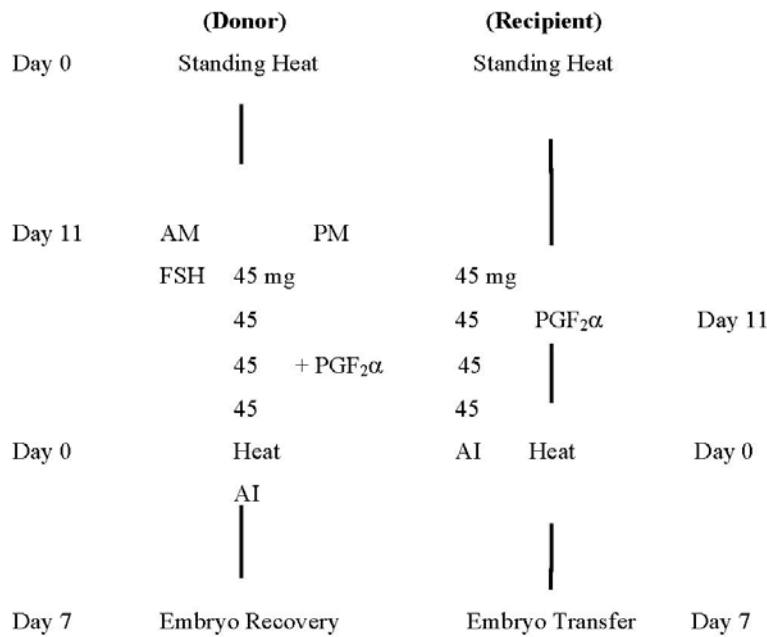 (Donor) (Recipient)
Day 0 Standing Heat Standing Heat
Day 11 AM PM
FSH 45 mg 45 mg
45 45 PGF₂α Day 11
45 + PGF₂α 45
45 45
Day 0 Heat AI Heat Day 0
AI
Day 7 Embryo Recovery Embryo Transfer Day 7